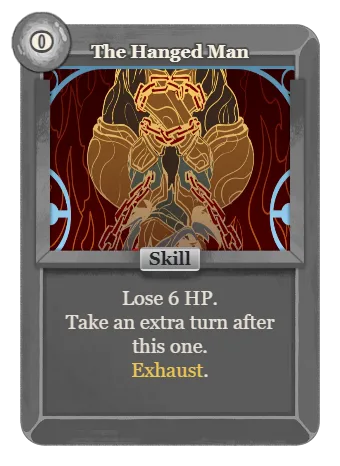 0
The Hanged Man
Skill
Lose 6 HP.
Take an extra turn after
this one.
Exhaust.